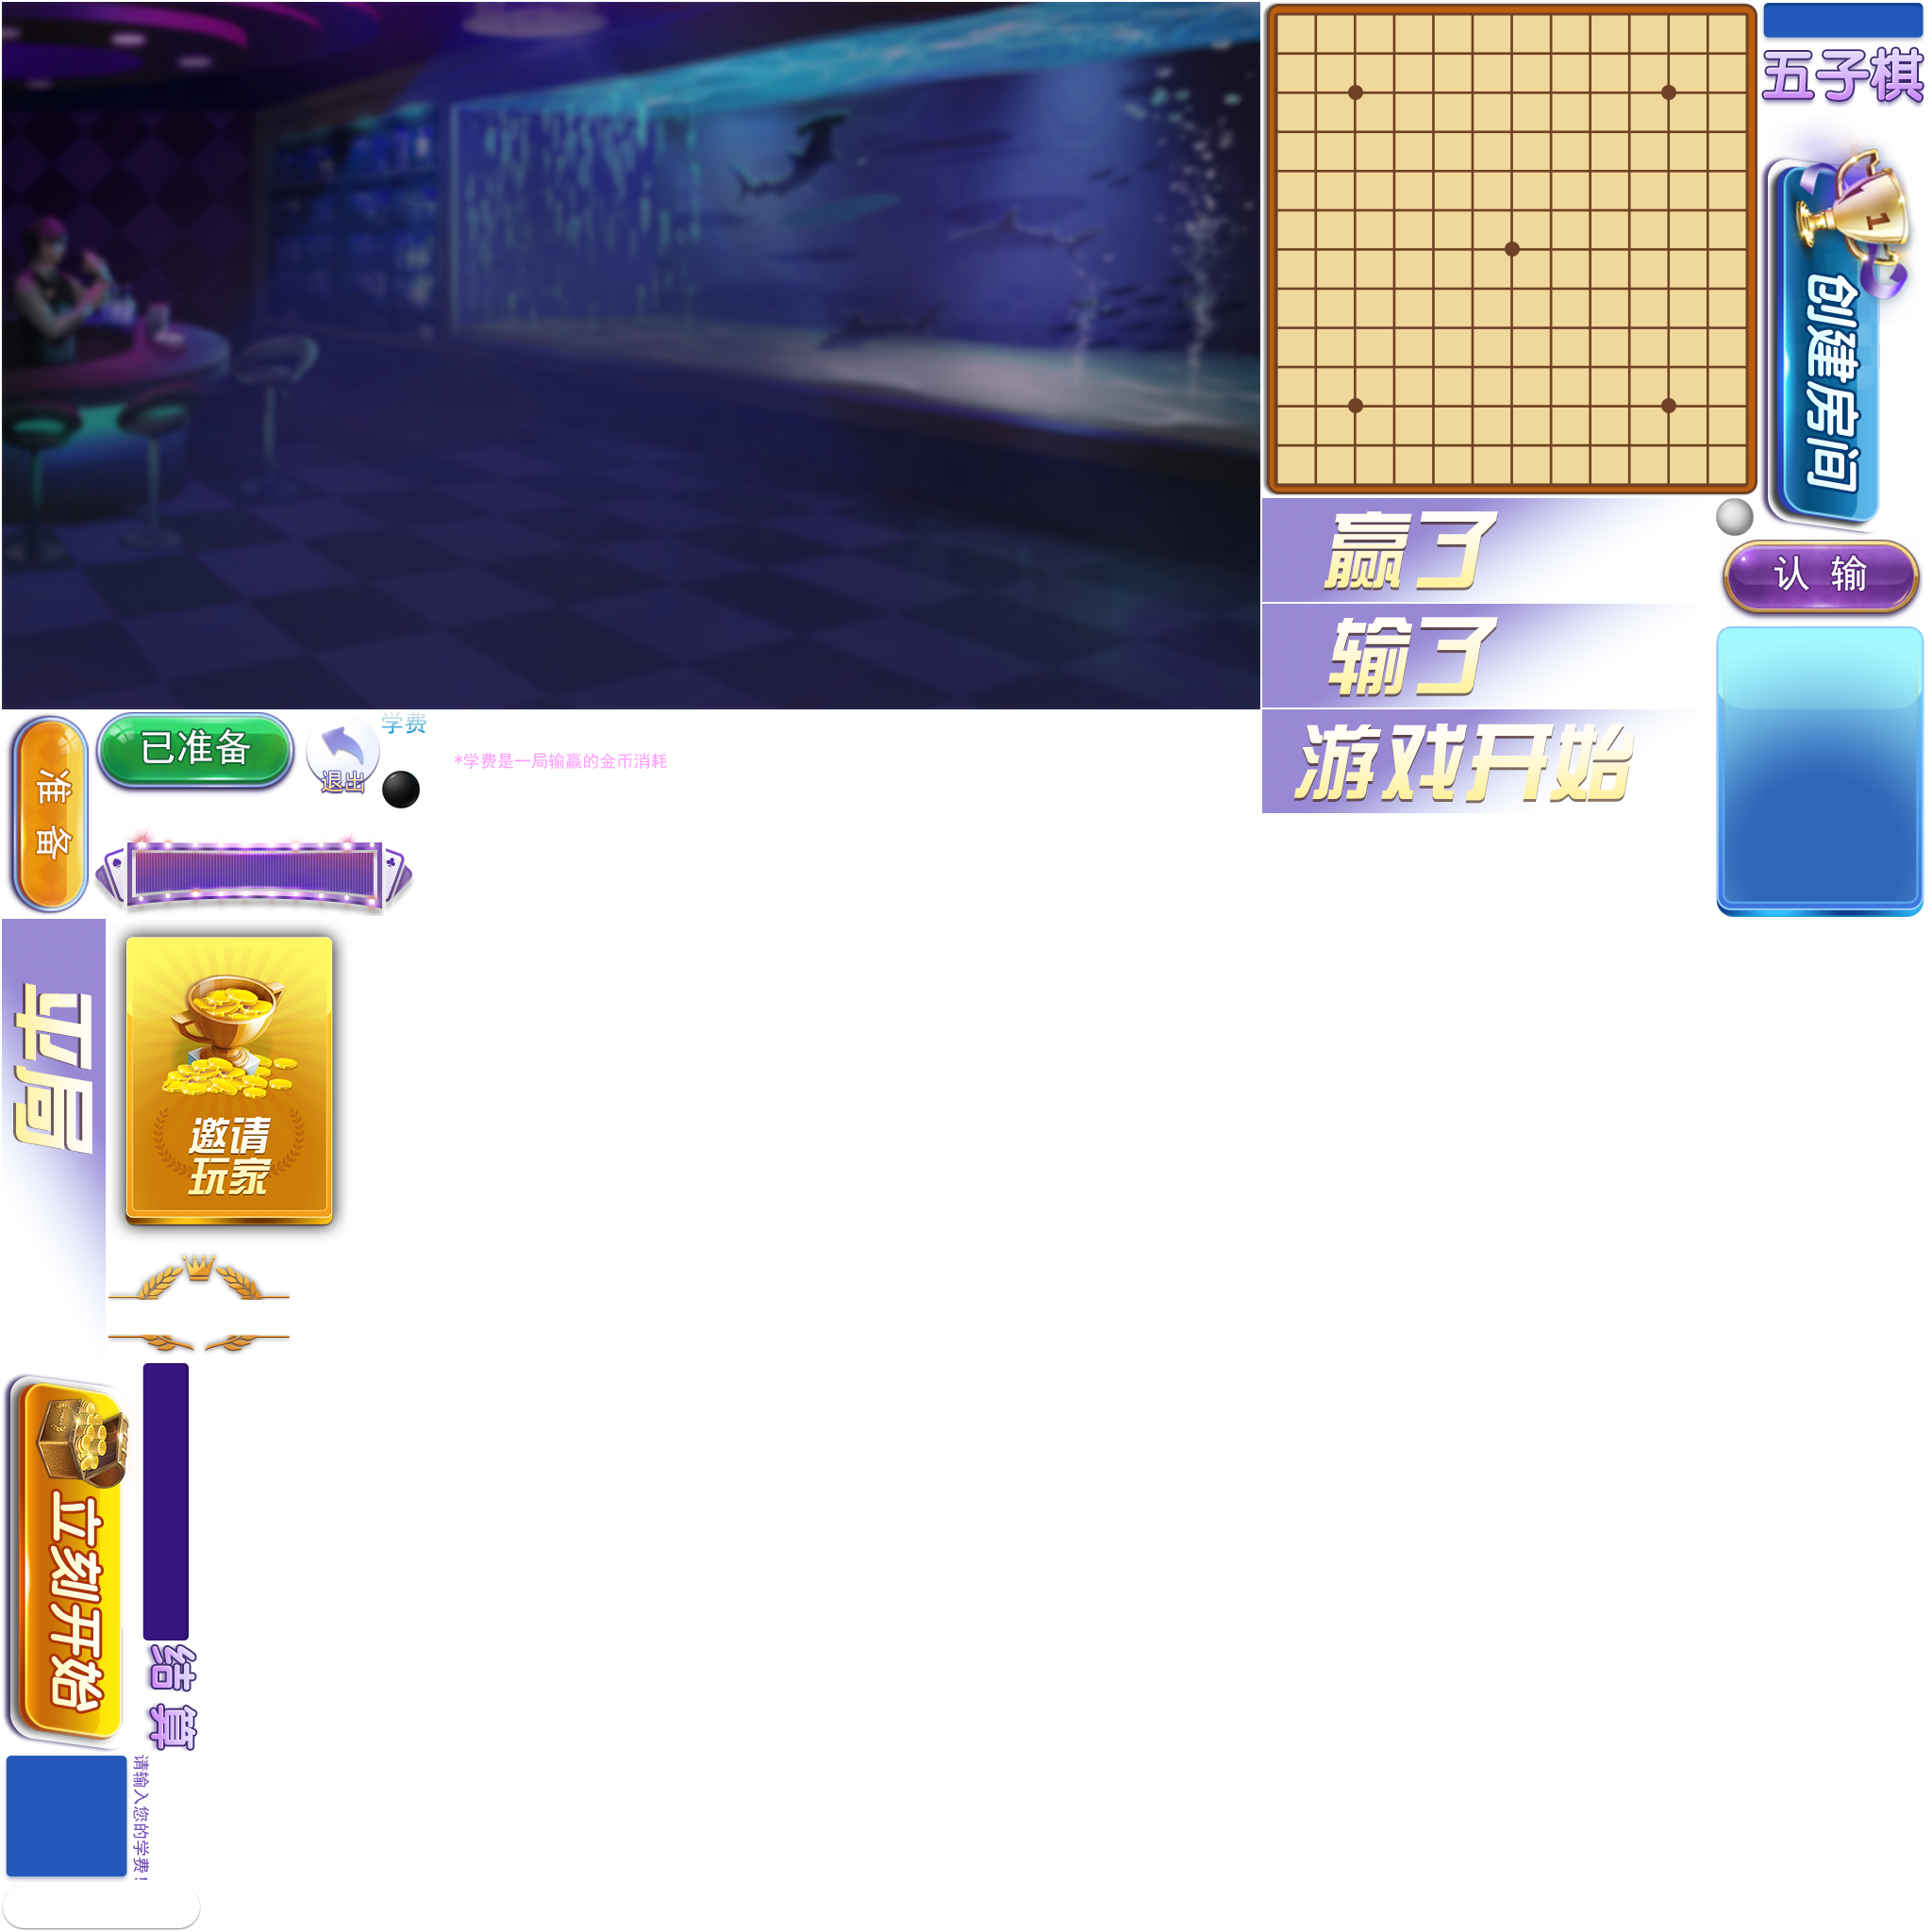 五子棋
创建房间
1
赢了
认 输
输了
游戏开始
准 备
已准备
退出
学费
*学费是一局输赢的金币消耗
平局
邀请
玩家
立刻开始
结 算
请输入您的学费!